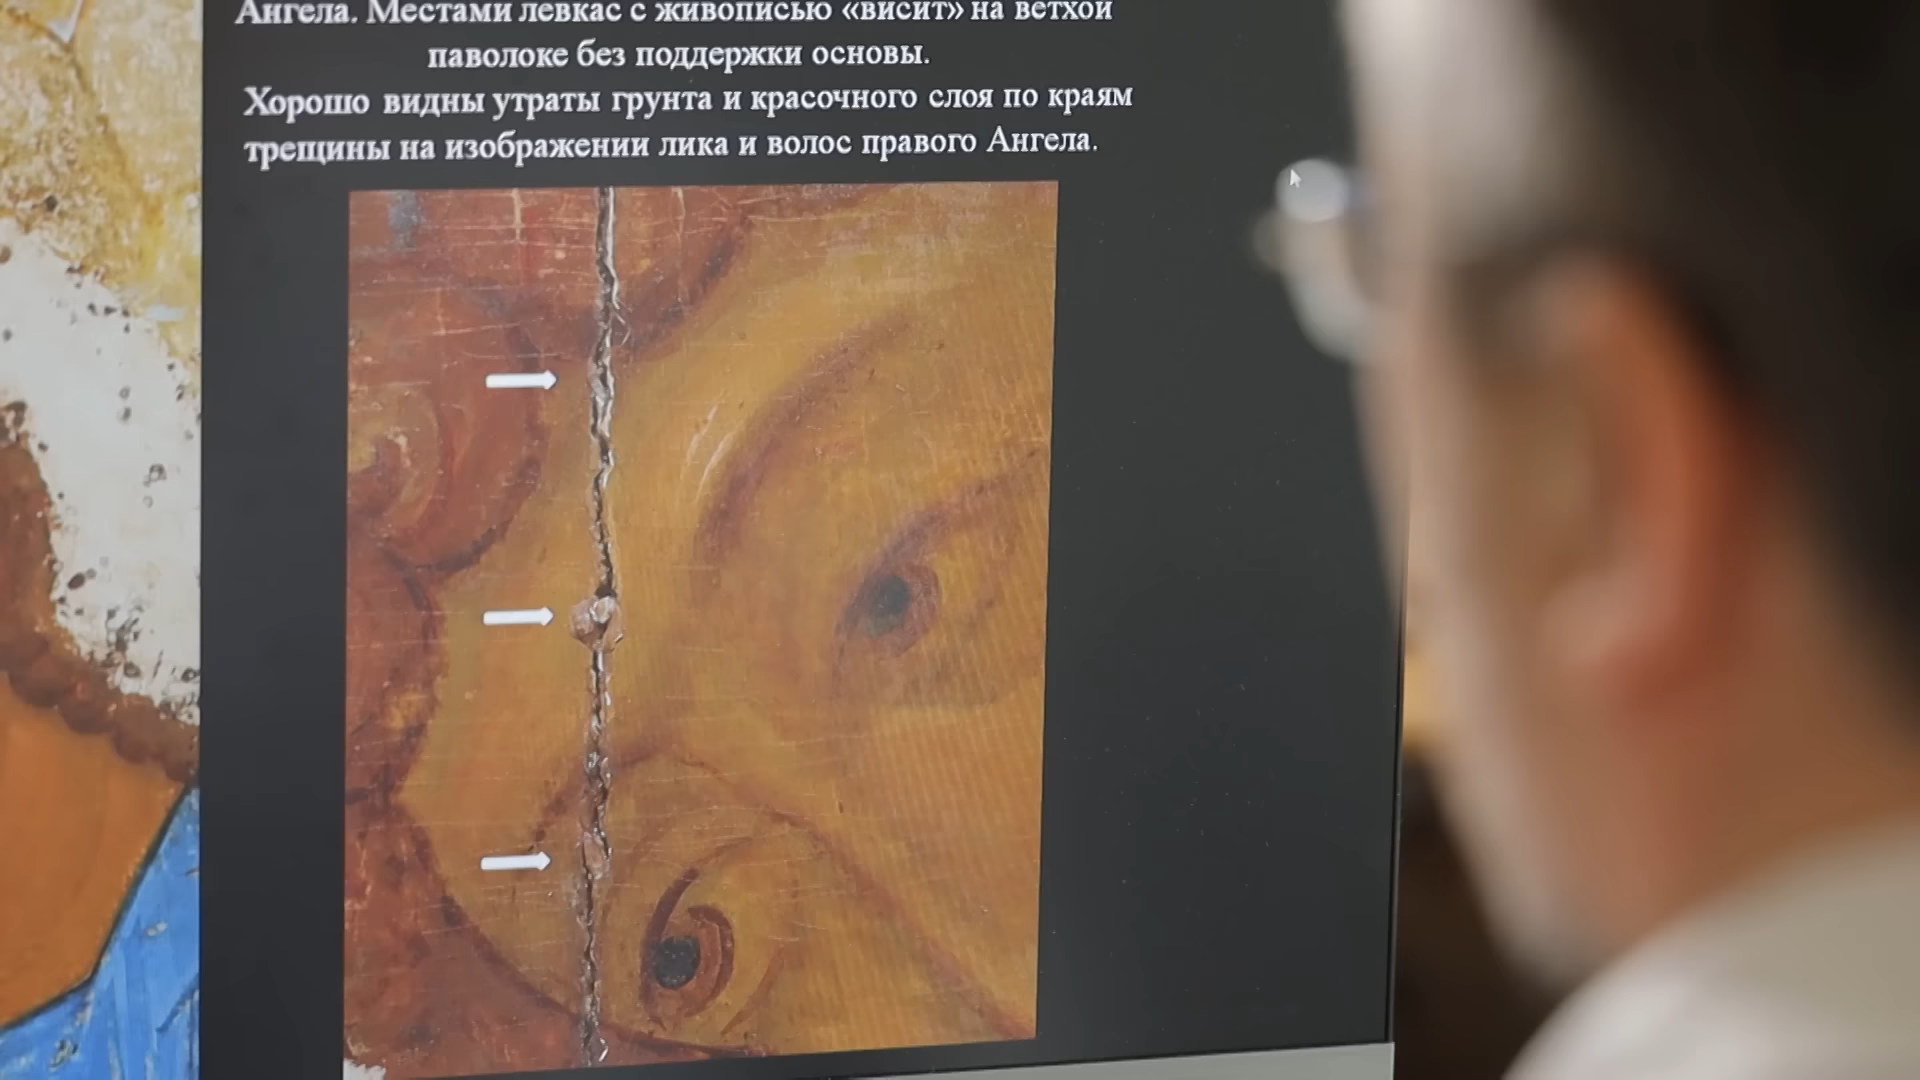 Ангела. Местами левкас с живописью «висит» на ветхой
паволоке без поддержки основы.
Хорошо видны утраты грунта и красочного слоя по краям
трещины на изображении лика и волос правого Ангела.